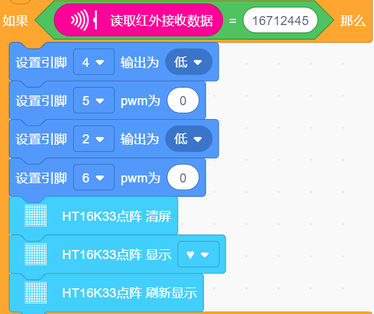 如果 读取红外接收数据 = 16712445 那么
设置引脚 4 输出为 低
设置引脚 5 pwm为 0
设置引脚 2 输出为 低
设置引脚 6 pwm为 0
HT16K33点阵 清屏
HT16K33点阵 显示 ♥
HT16K33点阵 刷新显示